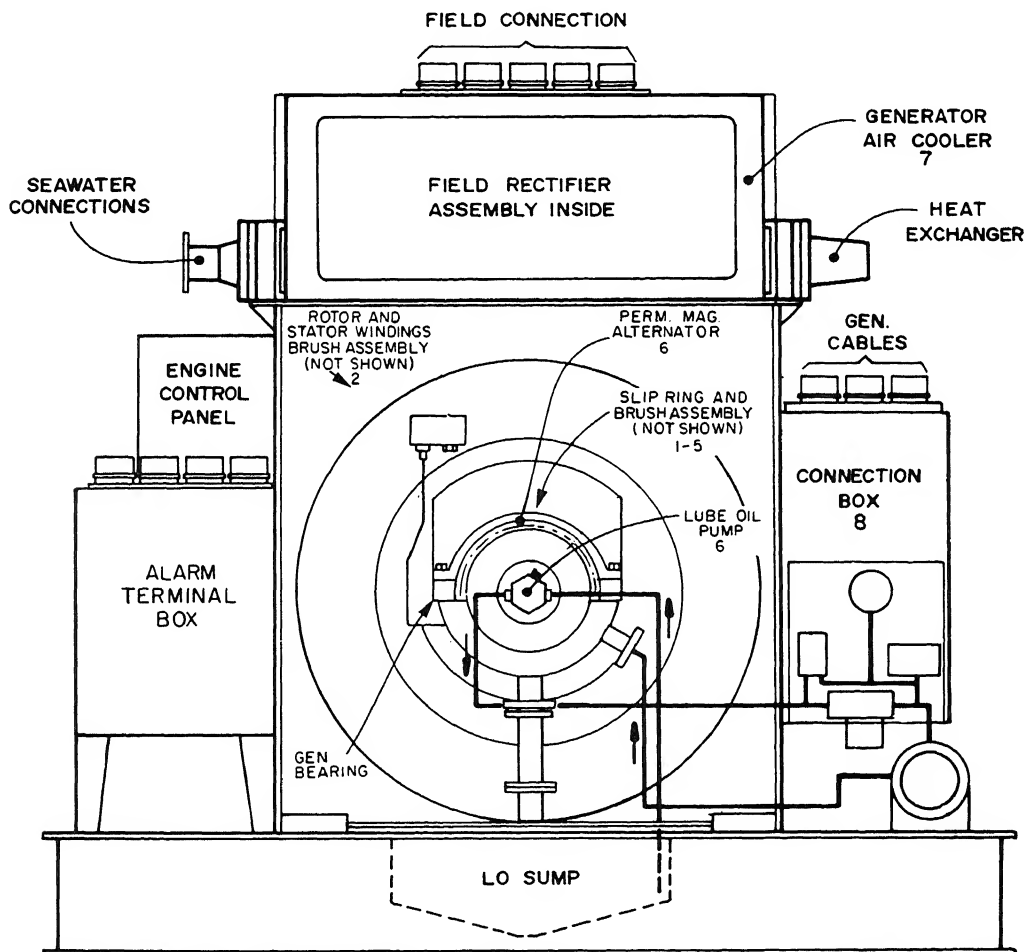 FIELD CONNECTION
GENERATOR
AIR COOLER
7
SEAWATER
CONNECTIONS
FIELD RECTIFIER
ASSEMBLY INSIDE
HEAT
EXCHANGER
ROTOR AND
STATOR WINDINGS
BRUSH ASSEMBLY
(NOT SHOWN)
2
PERM. MAG.
ALTERNATOR
6
GEN.
CABLES
ENGINE
CONTROL
PANEL
SLIP RING AND
BRUSH ASSEMBLY
(NOT SHOWN)
1-5
CONNECTION
BOX
8
LUBE OIL
PUMP
6
ALARM
TERMINAL
BOX
GEN
BEARING
LO SUMP